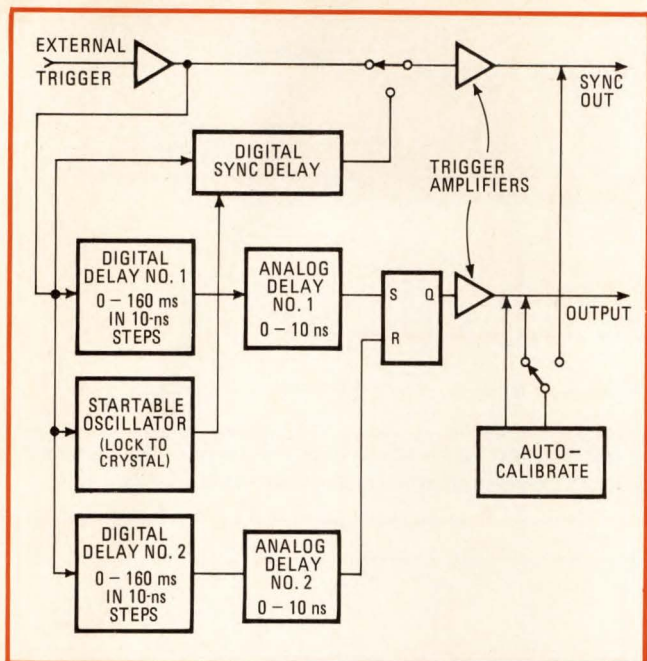 EXTERNAL
TRIGGER
SYNC
OUT
DIGITAL
SYNC DELAY
TRIGGER
AMPLIFIERS
DIGITAL
DELAY NO. 1
0 – 160 ms
IN 10-ns
STEPS
ANALOG
DELAY
NO. 1
0 – 10 ns
S Q
R
OUTPUT
STARTABLE
OSCILLATOR
(LOCK TO
CRYSTAL)
AUTO –
CALIBRATE
DIGITAL
DELAY NO. 2
0 – 160 ms
IN 10-ns
STEPS
ANALOG
DELAY
NO. 2
0 – 10 ns